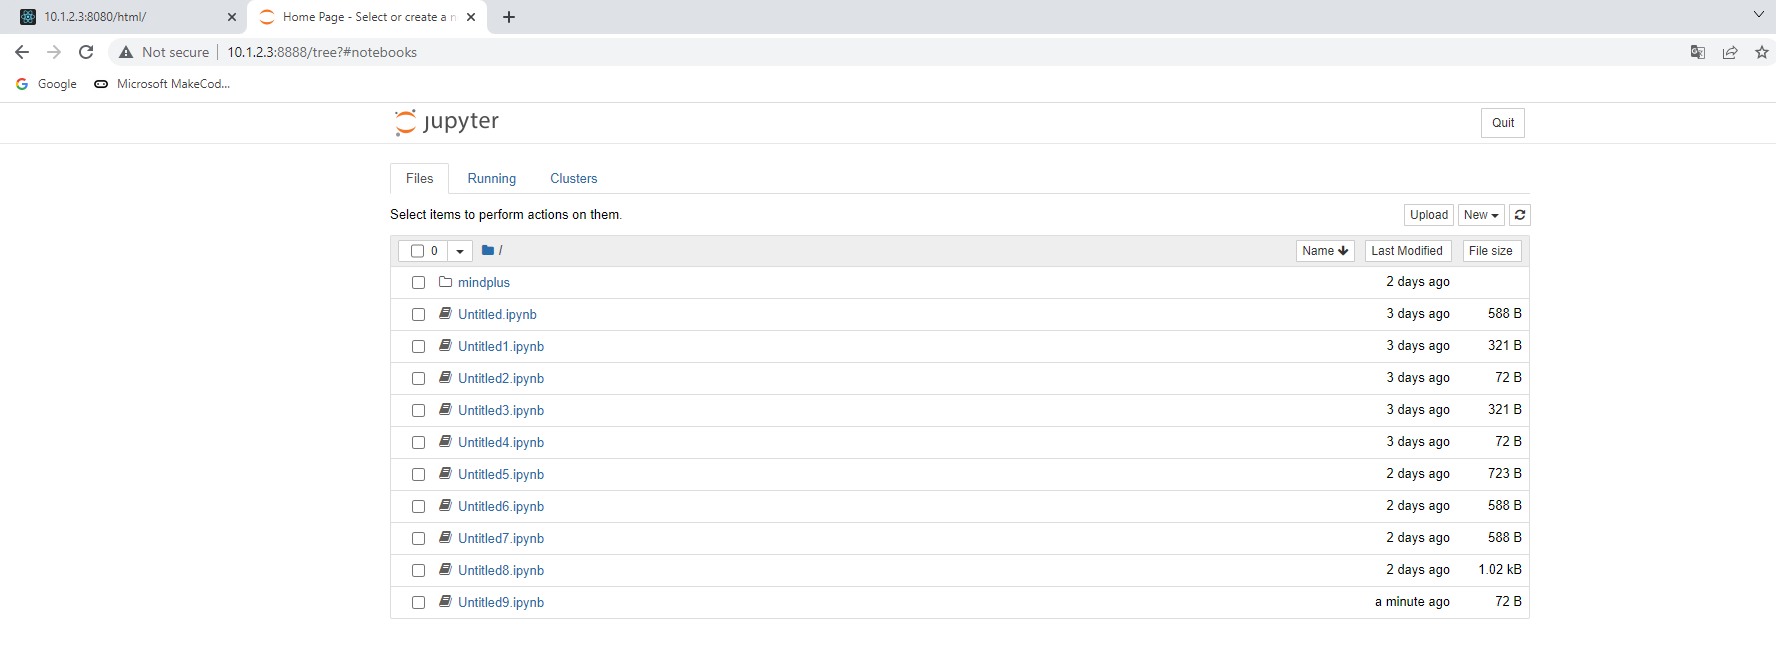 10.1.2.3:8080/html/
Home Page - Select or create a n
Not secure 10.1.2.3:8888/tree?#notebooks
Google Microsoft MakeCod...
jupyter Quit
Files Running Clusters
Select items to perform actions on them. Upload New
0 / Name Last Modified File size
mindplus 2 days ago
Untitled.ipynb 3 days ago 588 B
Untitled1.ipynb 3 days ago 321 B
Untitled2.ipynb 3 days ago 72 B
Untitled3.ipynb 3 days ago 321 B
Untitled4.ipynb 3 days ago 72 B
Untitled5.ipynb 2 days ago 723 B
Untitled6.ipynb 2 days ago 588 B
Untitled7.ipynb 2 days ago 588 B
Untitled8.ipynb 2 days ago 1.02 kB
Untitled9.ipynb a minute ago 72 B